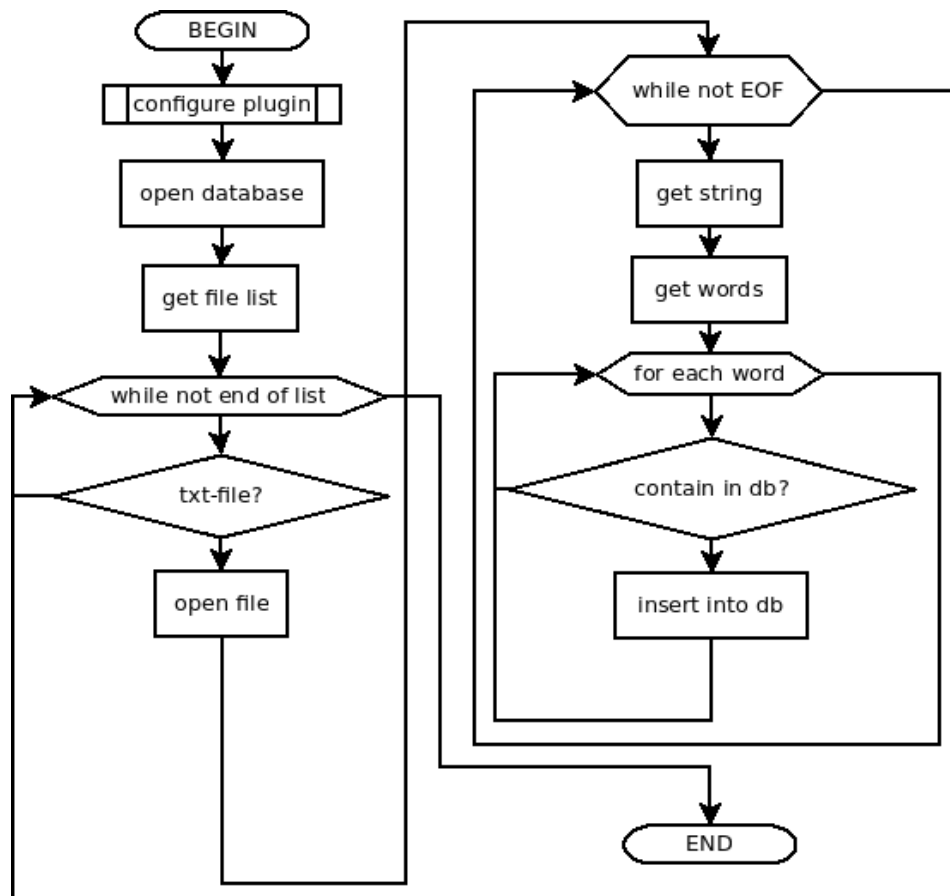 BEGIN
configure plugin
open database
get file list
while not end of list
txt-file?
open file
while not EOF
get string
get words
for each word
contain in db?
insert into db
END